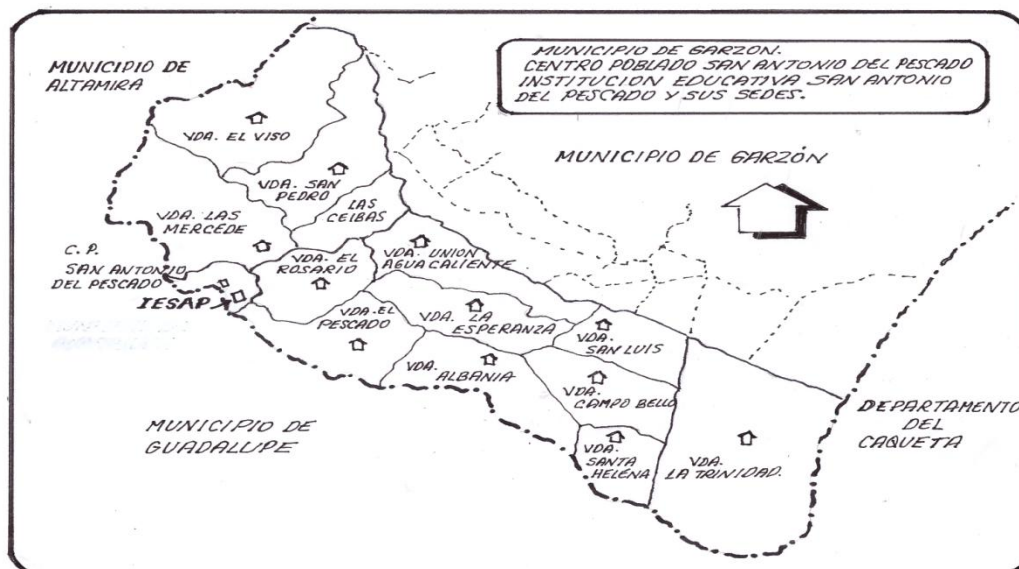 MUNICIPIO DE GARZON.
CENTRO POBLADO SAN ANTONIO DEL PESCADO
INSTITUCION EDUCATIVA SAN ANTONIO
DEL PESCADO Y SUS SEDES.
MUNICIPIO DE
ALTAMIRA
VDA. EL VISO
MUNICIPIO DE GARZÓN
VDA. SAN
PEDRO
LAS
CEIBAS
VDA. LAS
MERCEDE
C. P.
SAN ANTONIO
DEL PESCADO
IESAP
VDA. EL
ROSARIO
VDA. UNION
AGUA CALIENTE
VDA. EL
PESCADO
VDA. LA
ESPERANZA
VDA.
SAN LUIS
VDA.
ALBANIA
VDA.
CAMPO BELLO
VDA.
SANTA
HELENA
VDA.
LA TRINIDAD.
MUNICIPIO DE
GUADALUPE
DEPARTAMENTO
DEL
CAQUETA